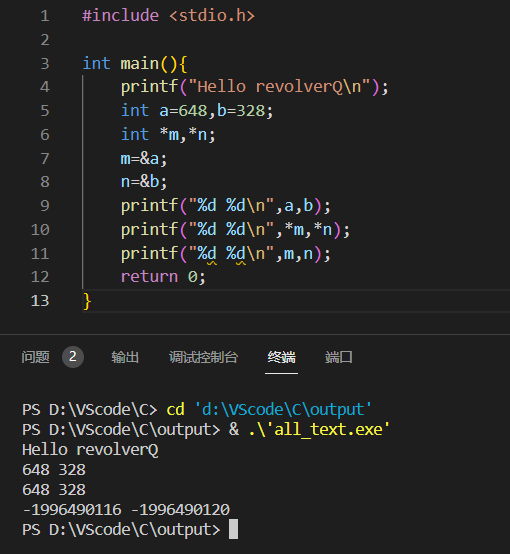 1 #include <stdio.h>
2
3 int main(){
4 printf("Hello revolverQ\n");
5 int a=648,b=328;
6 int *m,*n;
7 m=&a;
8 n=&b;
9 printf("%d %d\n",a,b);
10 printf("%d %d\n",*m,*n);
11 printf("%d %d\n",m,n);
12 return 0;
13 }
问题 2 输出 调试控制台 终端 端口
PS D:\VScode\C> cd 'd:\VScode\C\output'
PS D:\VScode\C\output> & .\'all_text.exe'
Hello revolverQ
648 328
648 328
-1996490116 -1996490120
PS D:\VScode\C\output>